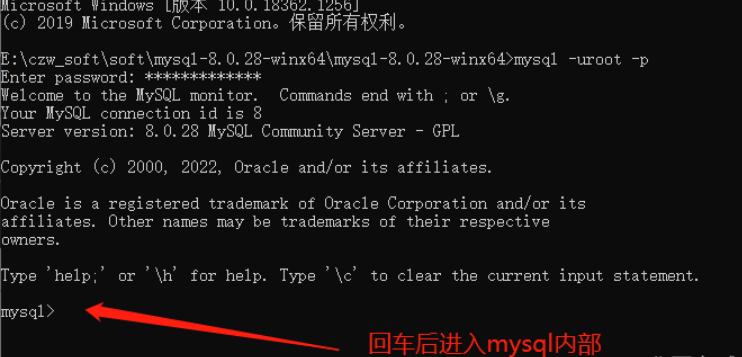 Microsoft Windows [版本 10.0.18362.1256]
(c) 2019 Microsoft Corporation。保留所有权利。
E:\czw_soft\soft\mysql-8.0.28-winx64\mysql-8.0.28-winx64>mysql -uroot -p
Enter password: *************
Welcome to the MySQL monitor.  Commands end with ; or \g.
Your MySQL connection id is 8
Server version: 8.0.28 MySQL Community Server - GPL
Copyright (c) 2000, 2022, Oracle and/or its affiliates.
Oracle is a registered trademark of Oracle Corporation and/or its
affiliates. Other names may be trademarks of their respective
owners.
Type 'help;' or '\h' for help. Type '\c' to clear the current input statement.
mysql>
回车后进入mysql内部